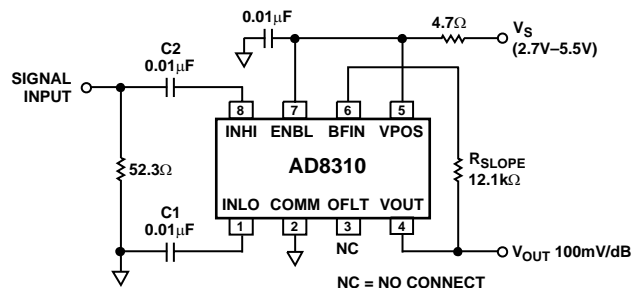 0.01µF
4.7Ω
VS
(2.7V–5.5V)
C2
0.01µF
SIGNAL
INPUT
8 7 6 5
INHI ENBL BFIN VPOS
AD8310
52.3Ω
RSLOPE
12.1kΩ
C1
0.01µF
INLO COMM OFLT VOUT
1 2 3 4
NC
VOUT 100mV/dB
NC = NO CONNECT